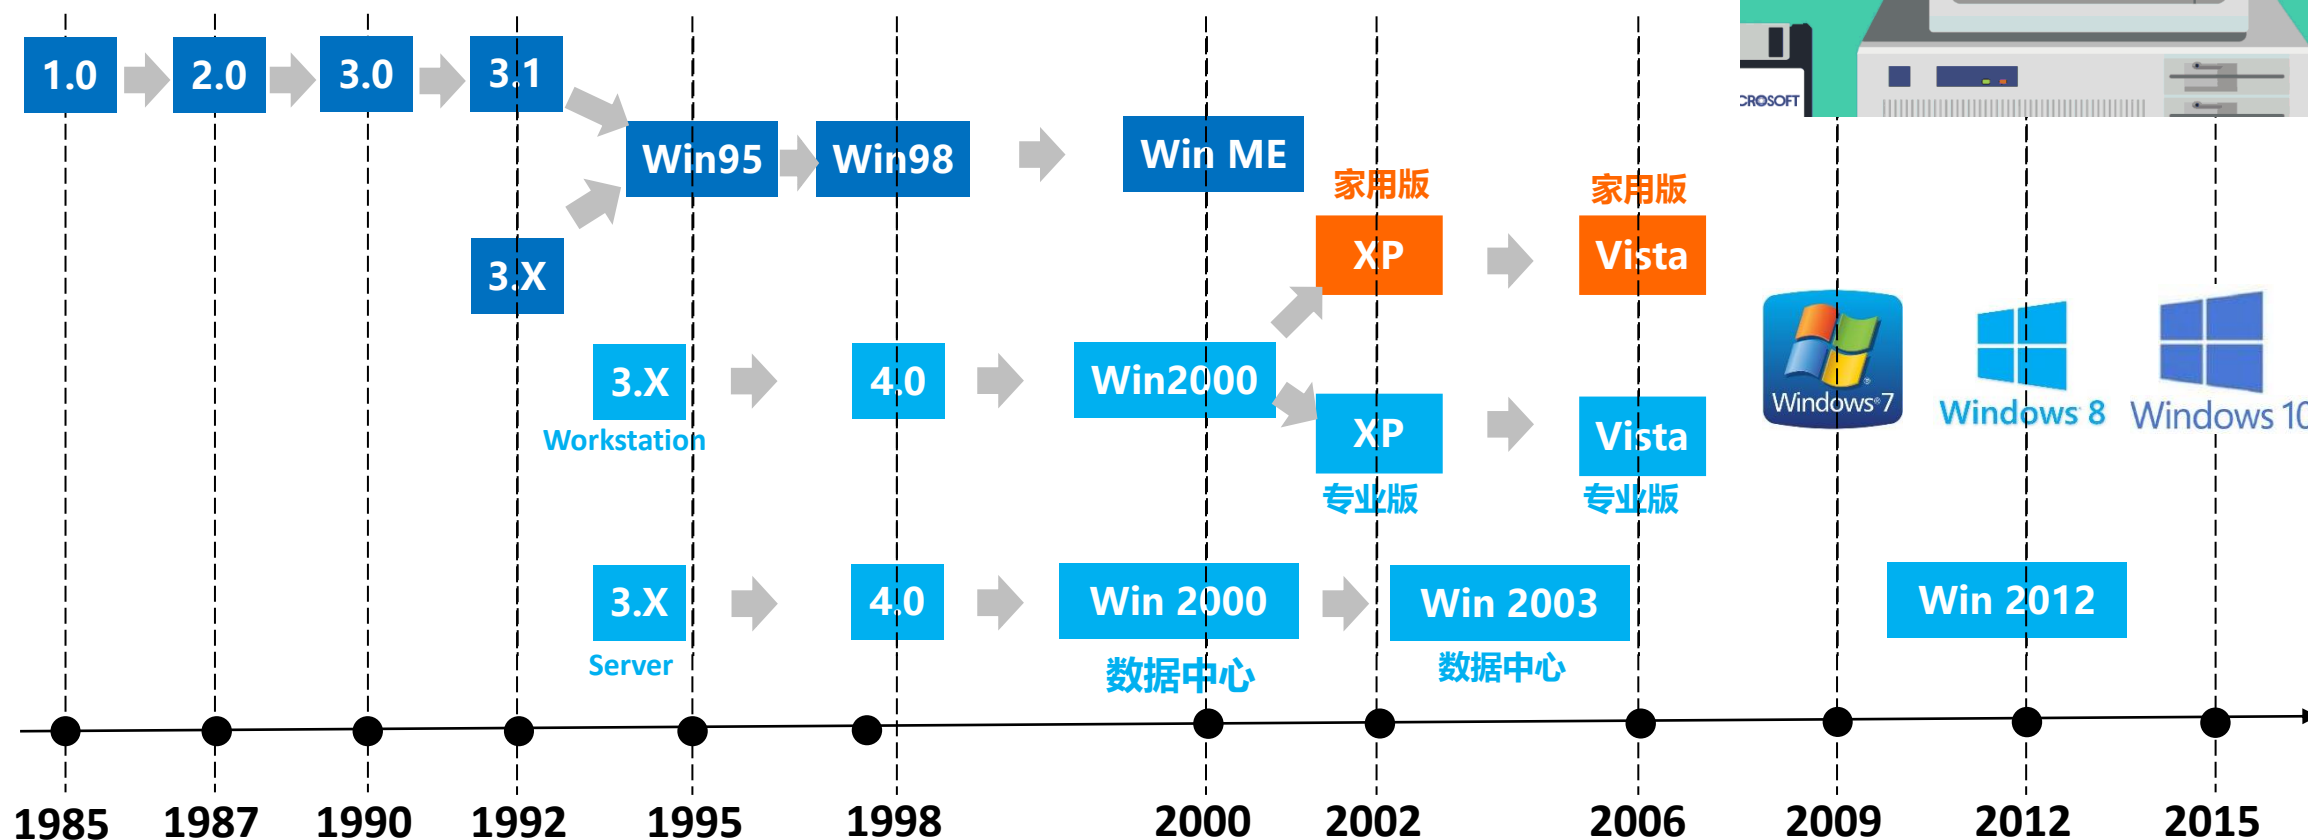 1.0
2.0
3.0
3.1
CROSOFT
Win95
Win98
Win ME
家用版
家用版
3.X
XP
Vista
3.X
4.0
Win2000
Windows®7
Windows 8
Windows 10
Workstation
XP
Vista
专业版
专业版
3.X
4.0
Win 2000
Win 2003
Win 2012
Server
数据中心
数据中心
1985
1987
1990
1992
1995
1998
2000
2002
2006
2009
2012
2015